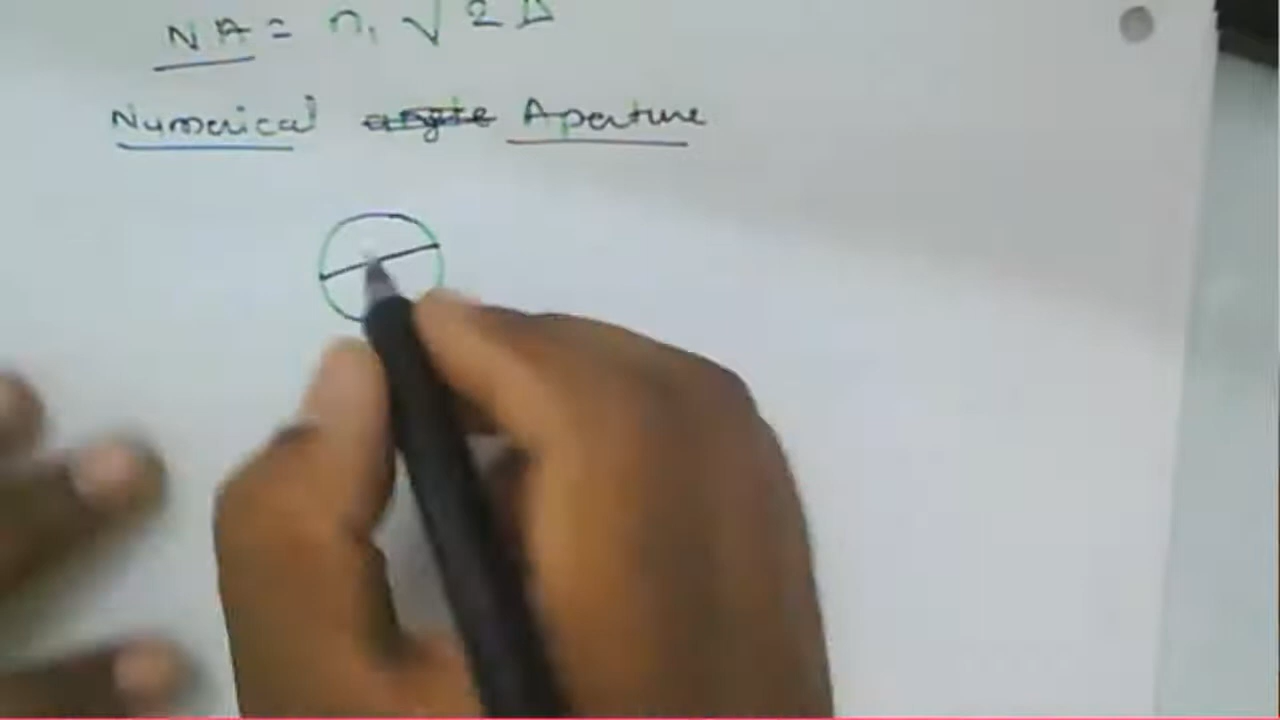 NA = n₁ √2Δ
Numerical Aperture